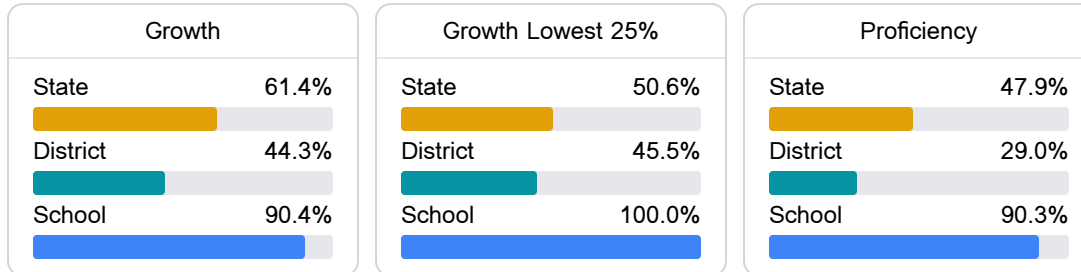 Growth
State 61.4%
District 44.3%
School 90.4%
Growth Lowest 25%
State 50.6%
District 45.5%
School 100.0%
Proficiency
State 47.9%
District 29.0%
School 90.3%